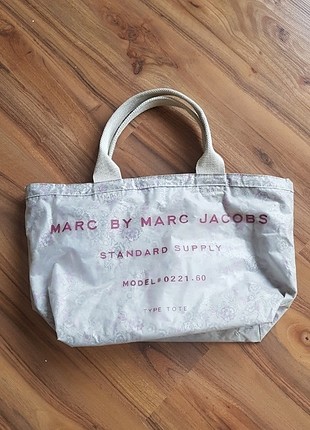 MARC BY MARC JACOBS
STANDARD SUPPLY
MODEL#0221.60
TYPE TOTE